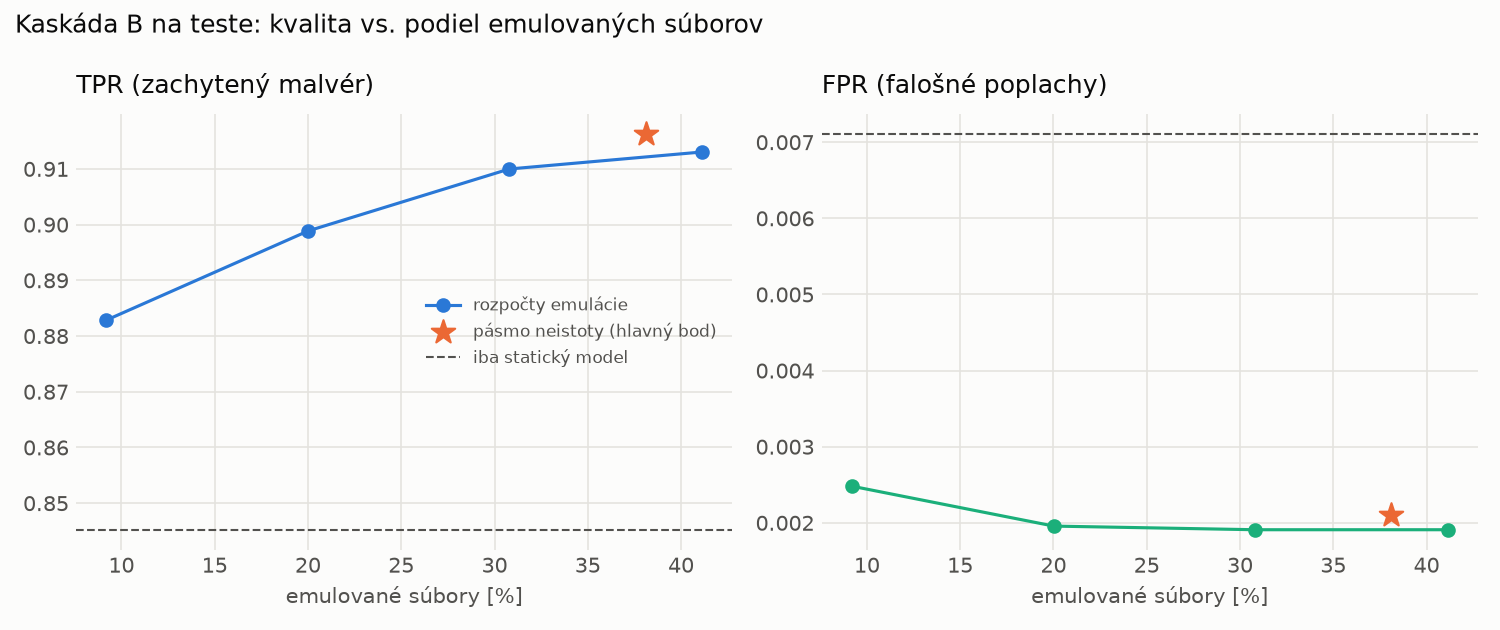 Kaskáda B na teste: kvalita vs. podiel emulovaných súborov
TPR (zachytený malvér)
0.91
0.90
0.89
0.88
0.87
0.86
0.85
rozpočty emulácie
pásmo neistoty (hlavný bod)
iba statický model
10 15 20 25 30 35 40
emulované súbory [%]
FPR (falošné poplachy)
0.007
0.006
0.005
0.004
0.003
0.002
10 15 20 25 30 35 40
emulované súbory [%]